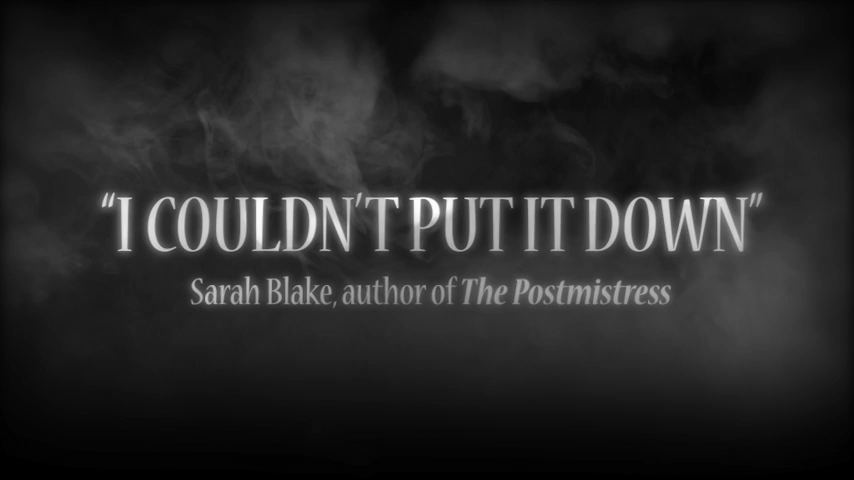 “I COULDN'T PUT IT DOWN”
Sarah Blake, author of The Postmistress